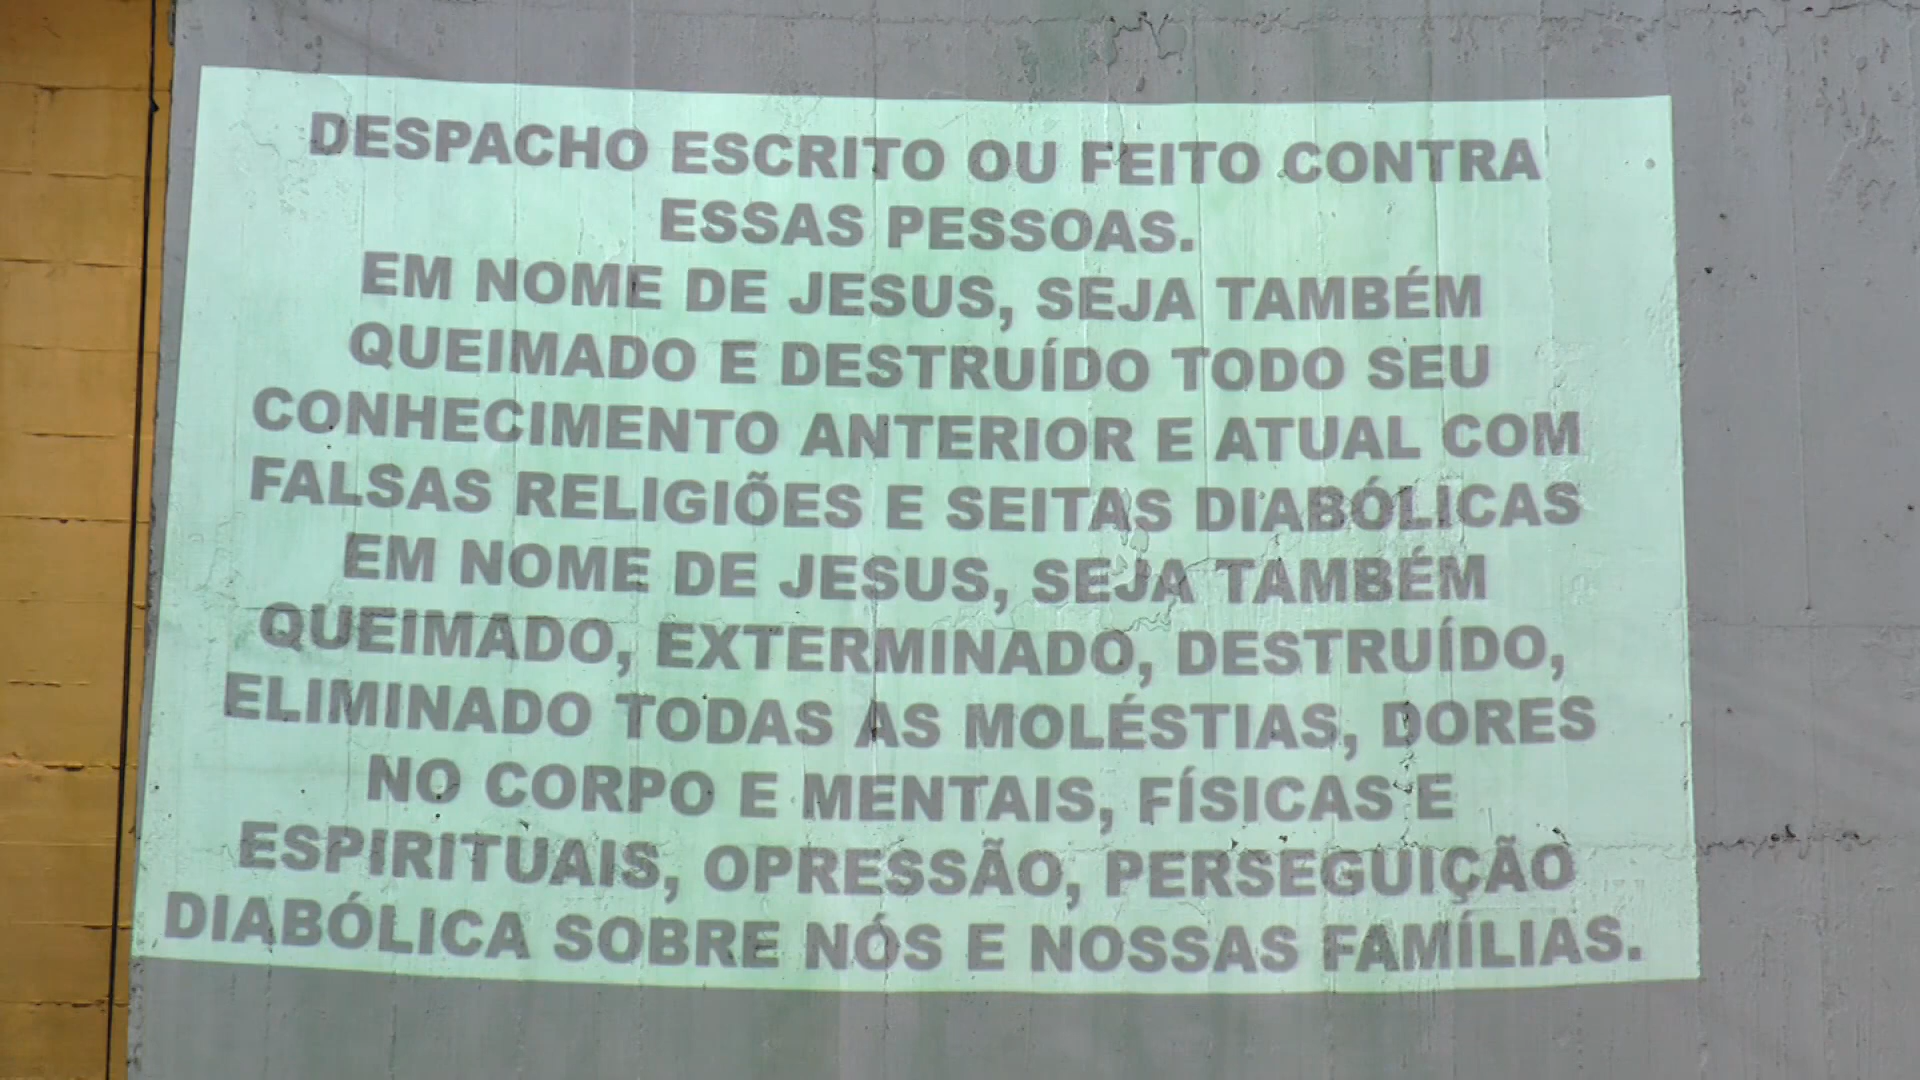 DESPACHO ESCRITO OU FEITO CONTRA
ESSAS PESSOAS.
EM NOME DE JESUS, SEJA TAMBÉM
QUEIMADO E DESTRUÍDO TODO SEU
CONHECIMENTO ANTERIOR E ATUAL COM
FALSAS RELIGIÕES E SEITAS DIABÓLICAS
EM NOME DE JESUS, SEJA TAMBÉM
QUEIMADO, EXTERMINADO, DESTRUÍDO,
ELIMINADO TODAS AS MOLÉSTIAS, DORES
NO CORPO E MENTAIS, FÍSICAS E
ESPIRITUAIS, OPRESSÃO, PERSEGUIÇÃO
DIABÓLICA SOBRE NÓS E NOSSAS FAMÍLIAS.